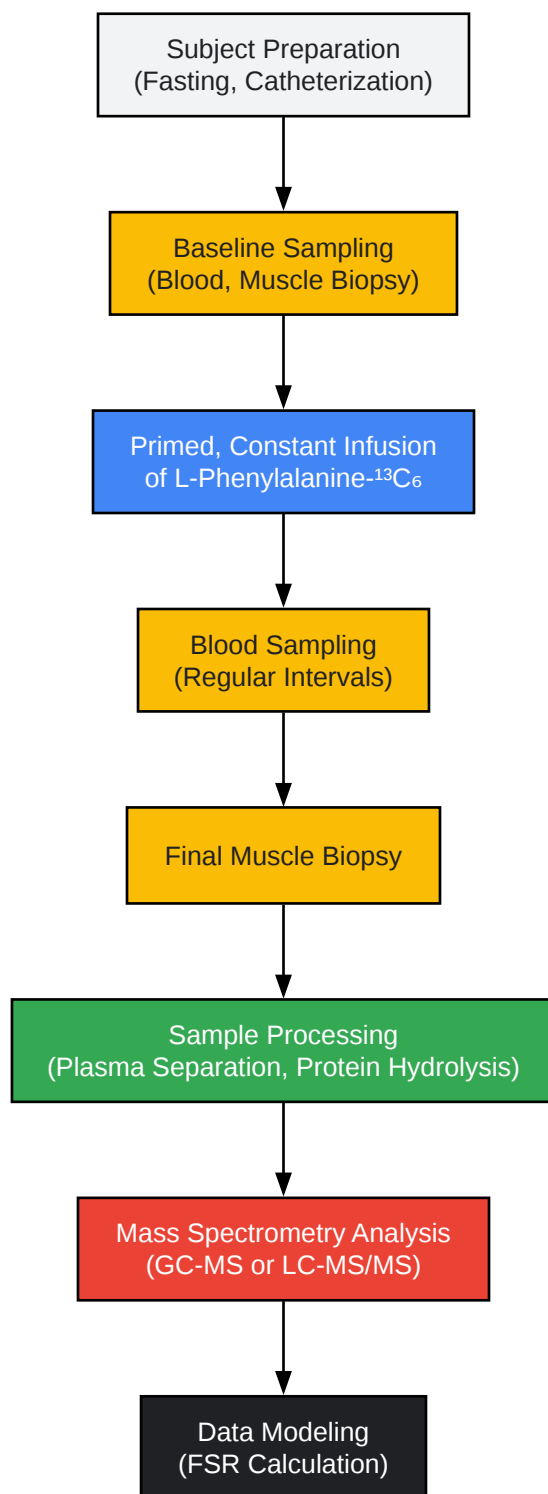 Subject Preparation
(Fasting, Catheterization)
Baseline Sampling
(Blood, Muscle Biopsy)
Primed, Constant Infusion
of L-Phenylalanine-¹³C₆
Blood Sampling
(Regular Intervals)
Final Muscle Biopsy
Sample Processing
(Plasma Separation, Protein Hydrolysis)
Mass Spectrometry Analysis
(GC-MS or LC-MS/MS)
Data Modeling
(FSR Calculation)